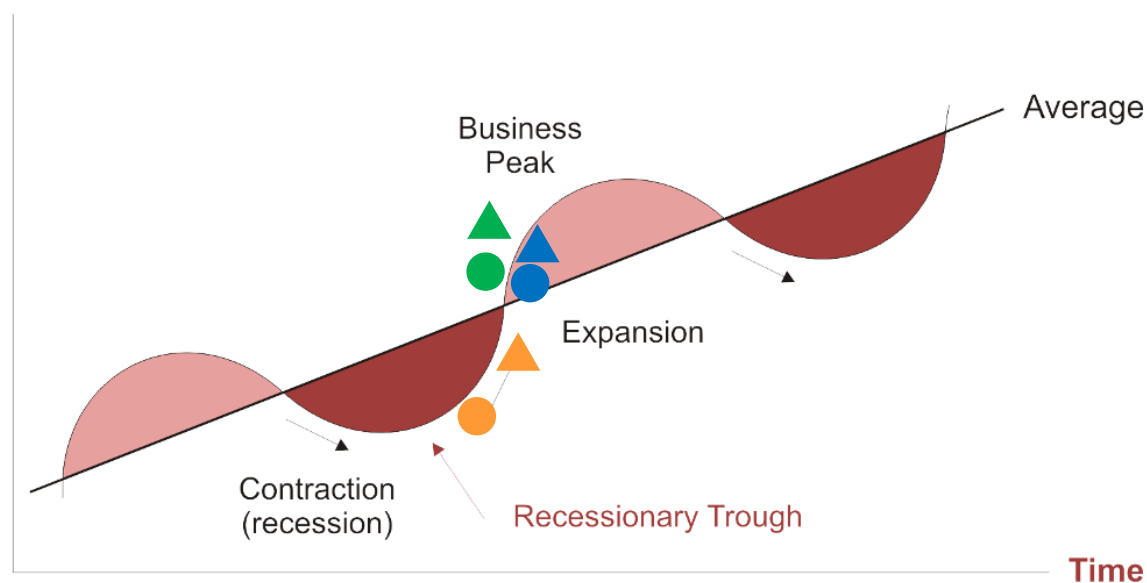 Business
Peak
Average
Expansion
Contraction
(recession)
Recessionary Trough
Time